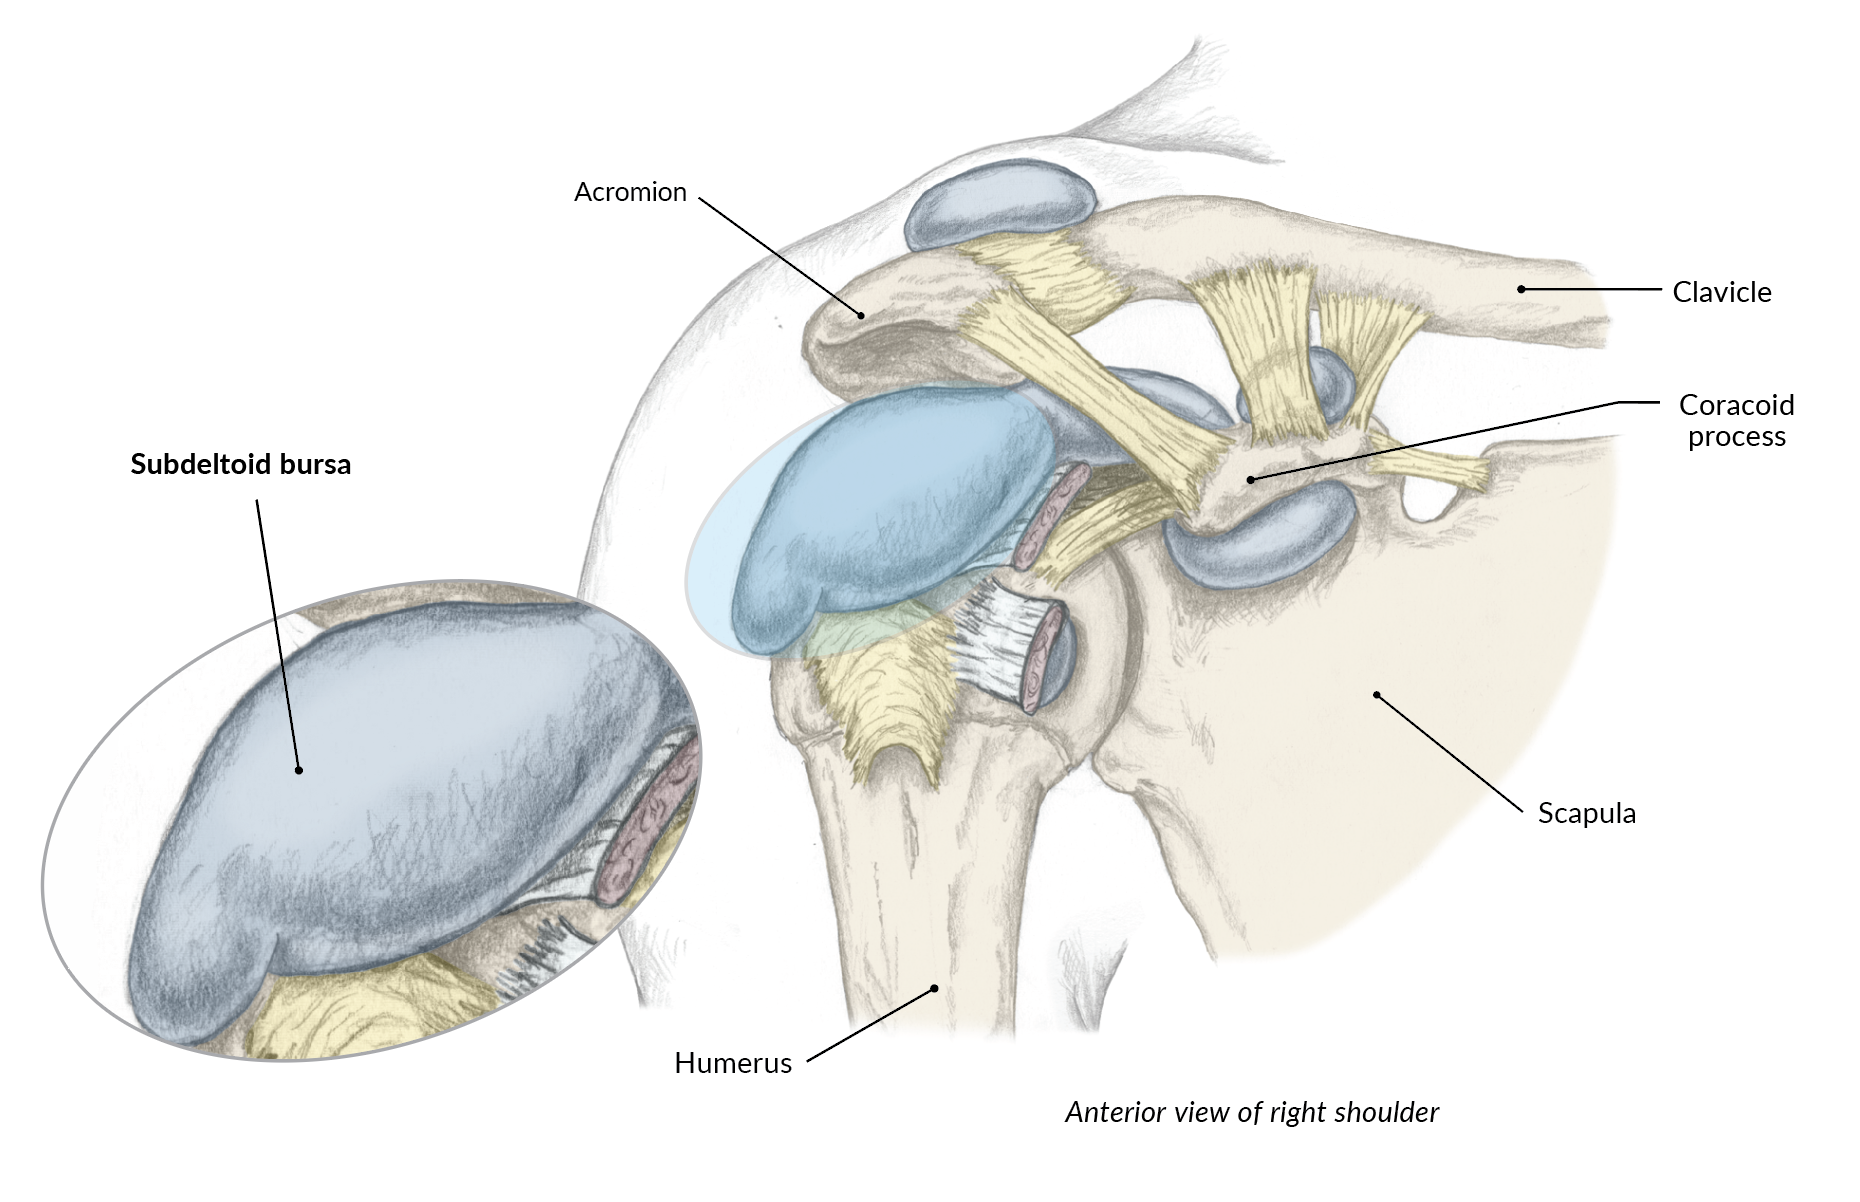 Acromion
Clavicle
Coracoid
process
Subdeltoid bursa
Scapula
Humerus
Anterior view of right shoulder